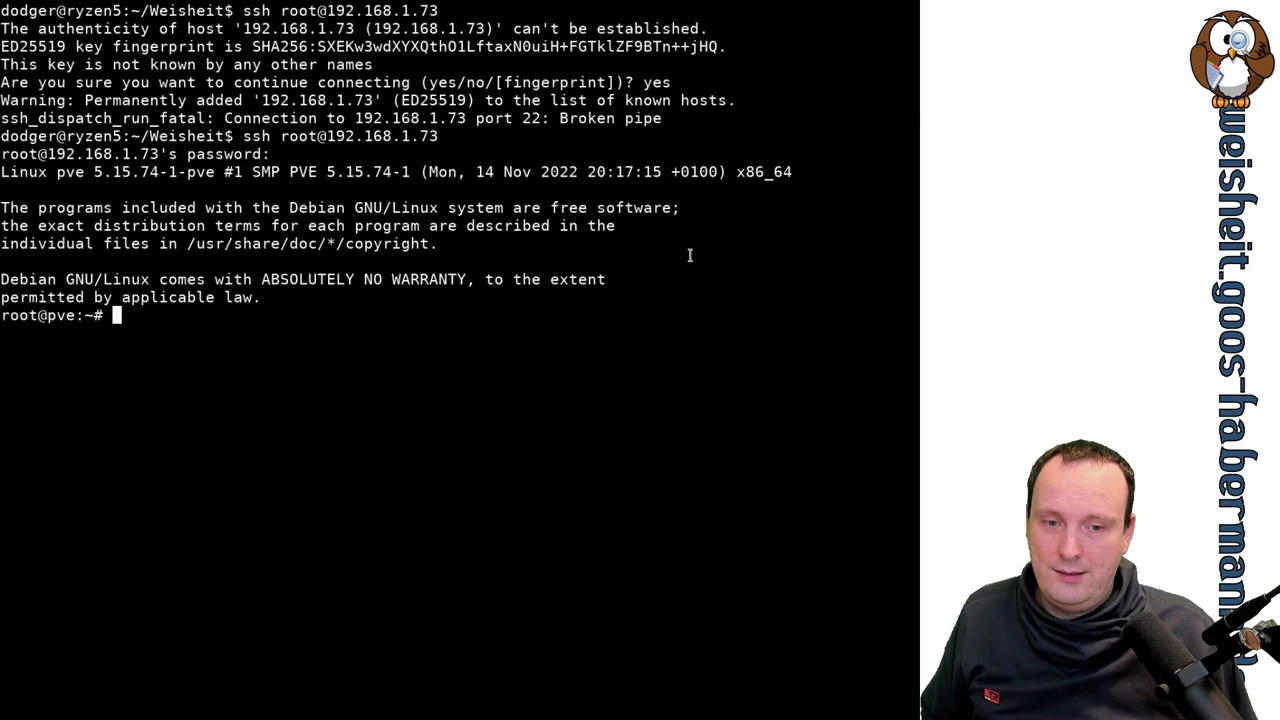 dodger@ryzen5:~/Weisheit$ ssh root@192.168.1.73
The authenticity of host '192.168.1.73 (192.168.1.73)' can't be established.
ED25519 key fingerprint is SHA256:SXEKw3wdXYXQthO1LftaxN0uiH+FGTklZF9BTn++jHQ.
This key is not known by any other names
Are you sure you want to continue connecting (yes/no/[fingerprint])? yes
Warning: Permanently added '192.168.1.73' (ED25519) to the list of known hosts.
ssh_dispatch_run_fatal: Connection to 192.168.1.73 port 22: Broken pipe
dodger@ryzen5:~/Weisheit$ ssh root@192.168.1.73
root@192.168.1.73's password:
Linux pve 5.15.74-1-pve #1 SMP PVE 5.15.74-1 (Mon, 14 Nov 2022 20:17:15 +0100) x86_64
The programs included with the Debian GNU/Linux system are free software;
the exact distribution terms for each program are described in the
individual files in /usr/share/doc/*/copyright.
Debian GNU/Linux comes with ABSOLUTELY NO WARRANTY, to the extent
permitted by applicable law.
root@pve:~#
weisheit.goos-haberman